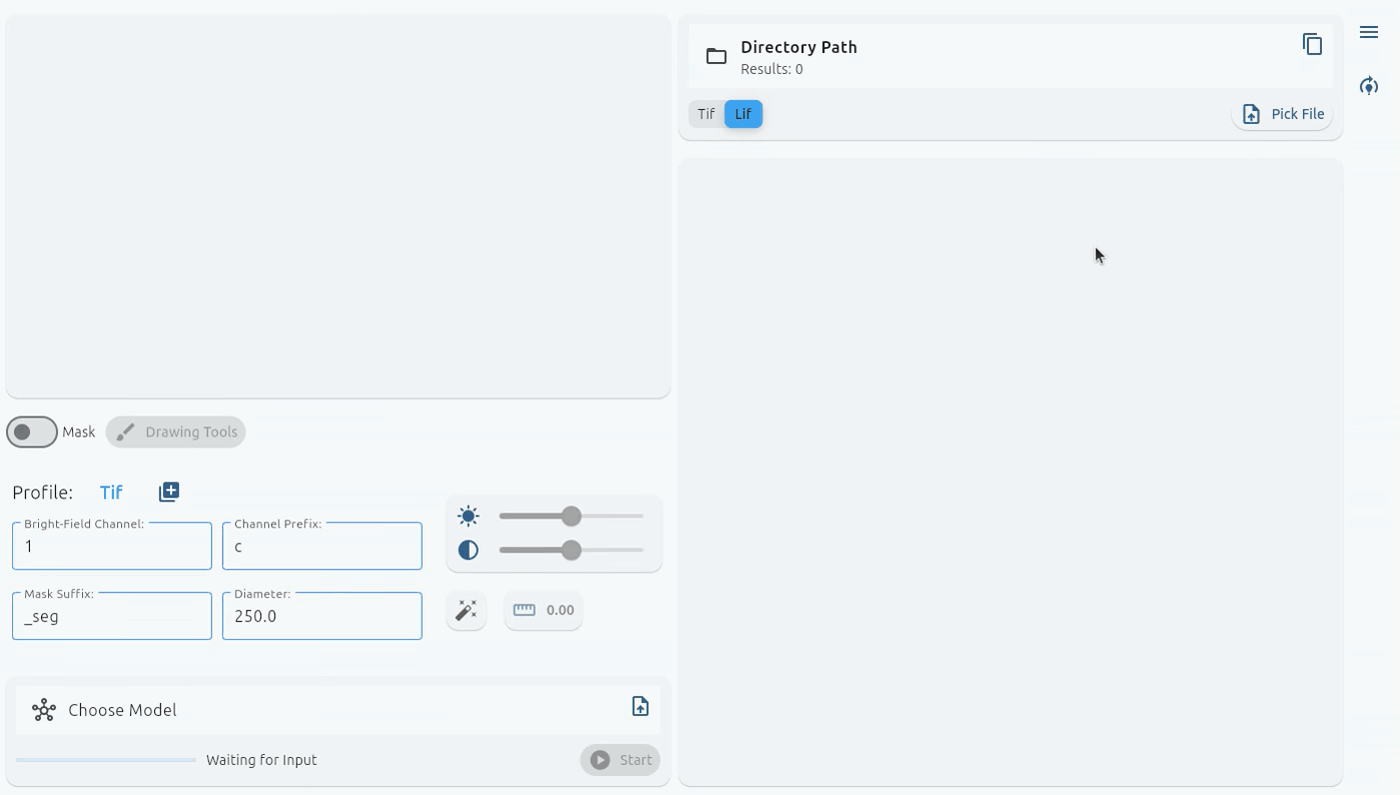 Directory Path
Results: 0
Tif
Lif
Pick File
Mask
Drawing Tools
Profile:
Tif
Bright-Field Channel:
1
Channel Prefix:
c
Mask Suffix:
_seg
Diameter:
250.0
0.00
Choose Model
Waiting for Input
Start